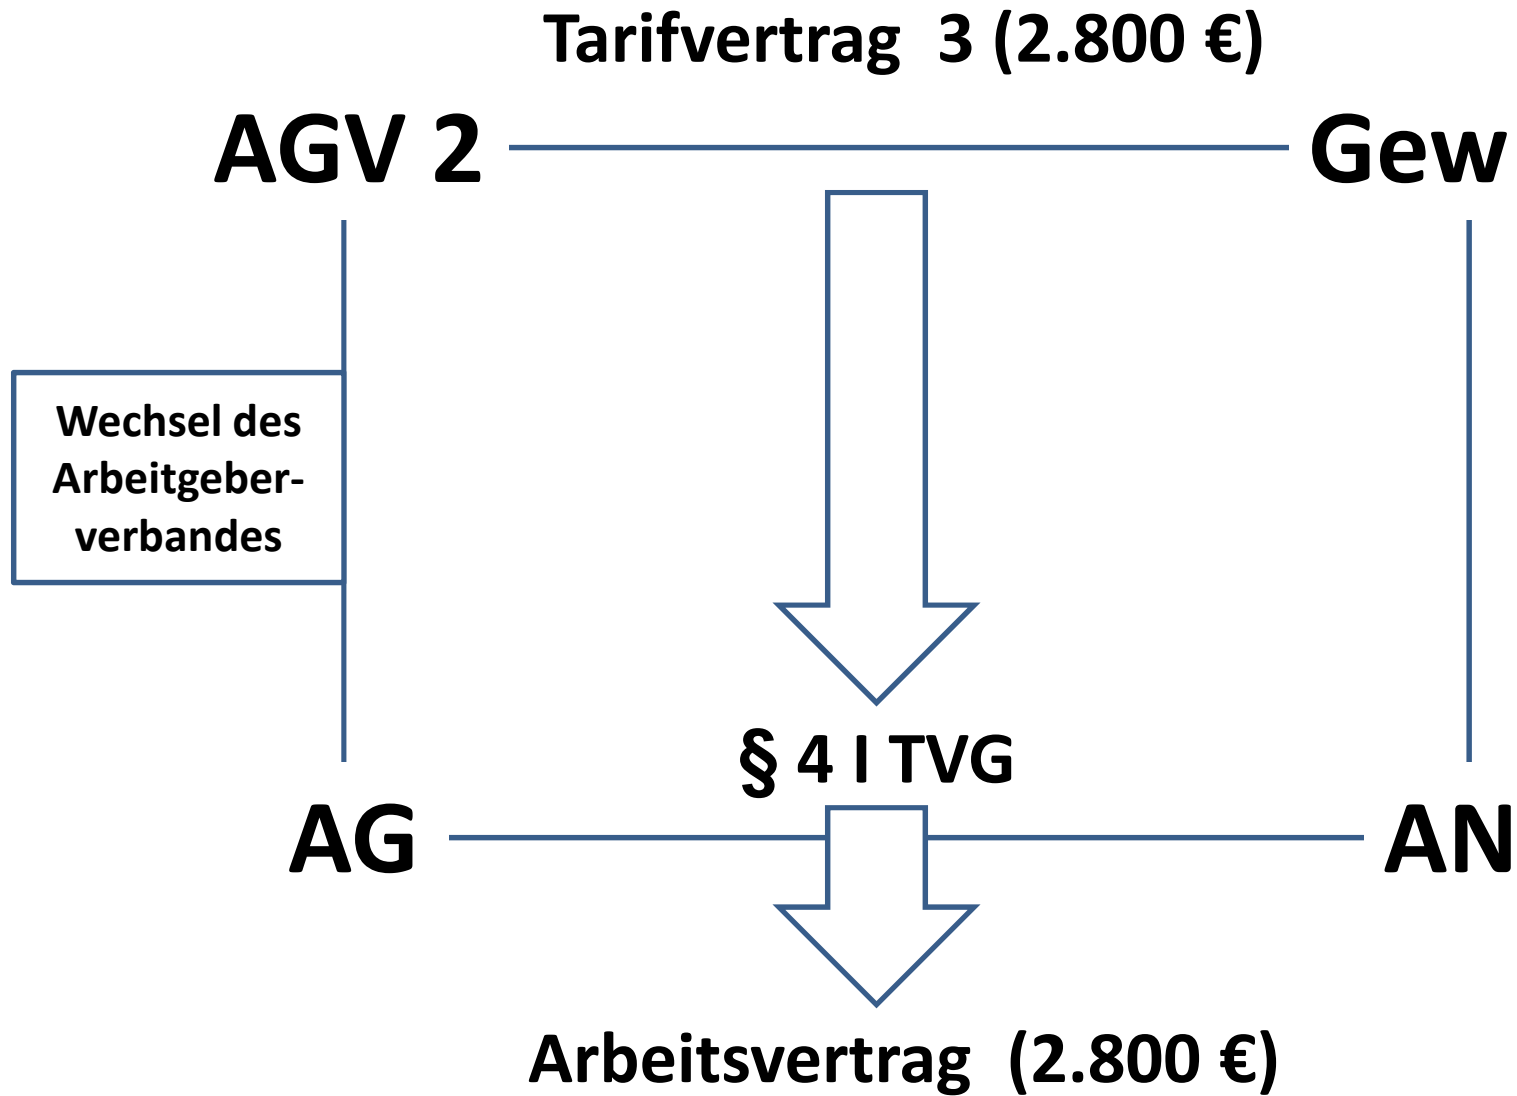 Tarifvertrag 3 (2.800 €)
AGV 2
Gew
Wechsel des
Arbeitgeber-
verbandes
§ 4 I TVG
AG
AN
Arbeitsvertrag (2.800 €)